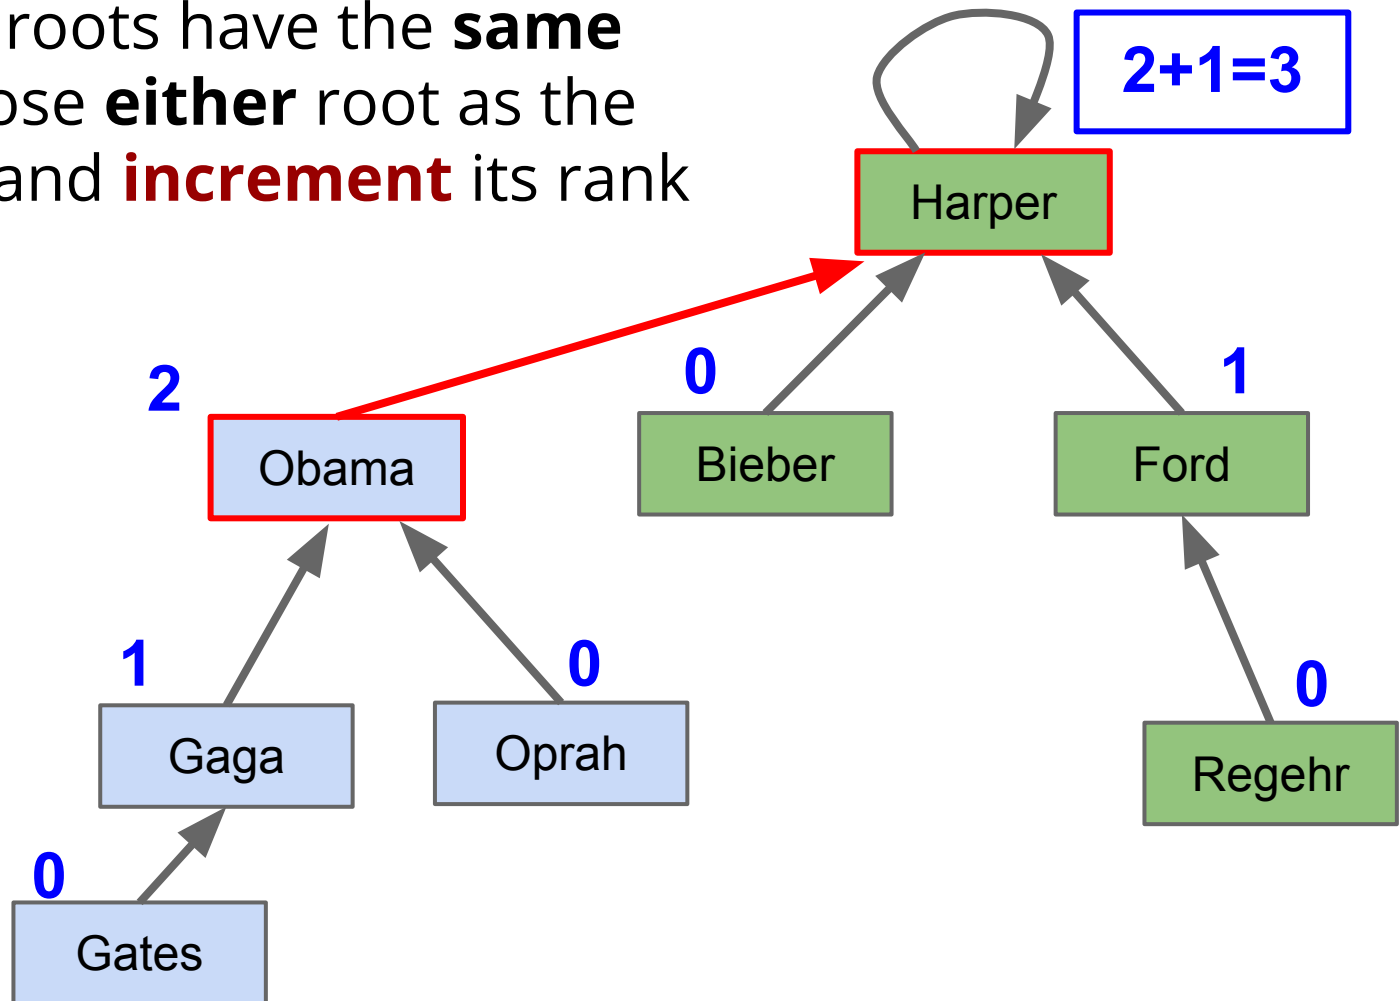 roots have the same
ose either root as the
and increment its rank
2+1=3
Harper
2
0
1
Obama
Bieber
Ford
1
0
0
Gaga
Oprah
Regehr
0
Gates